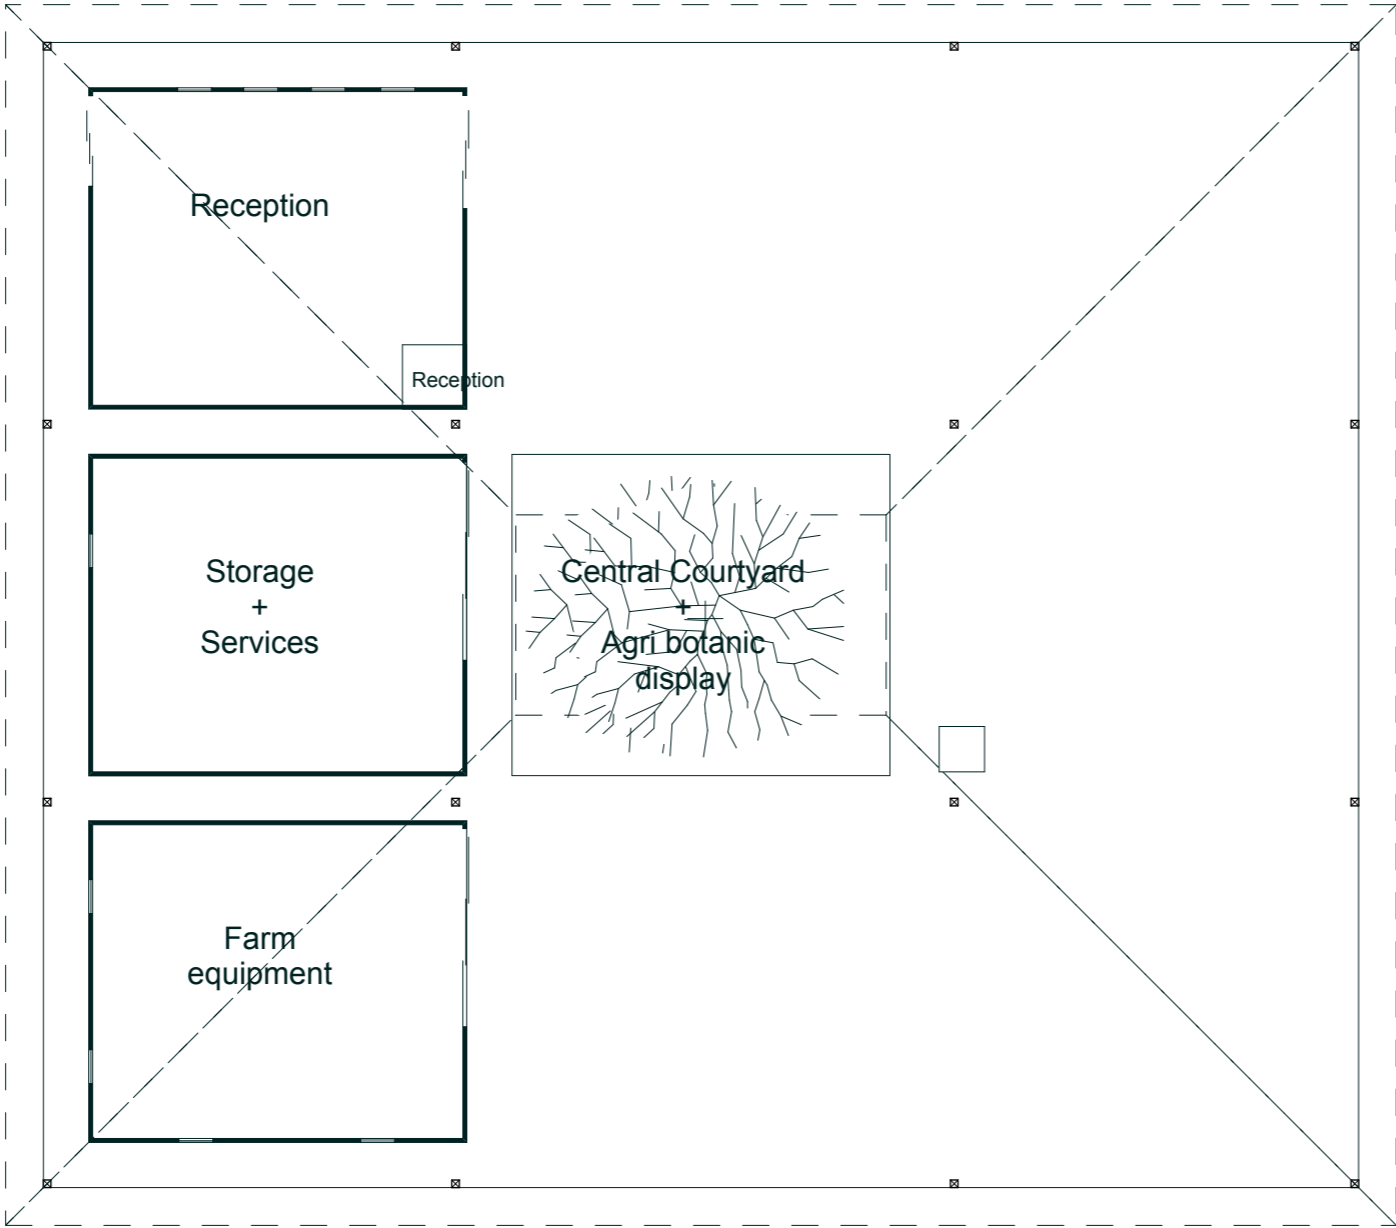 Reception
Reception
Storage
+
Services
Central Courtyard
+
Agri botanic
display
Farm
equipment